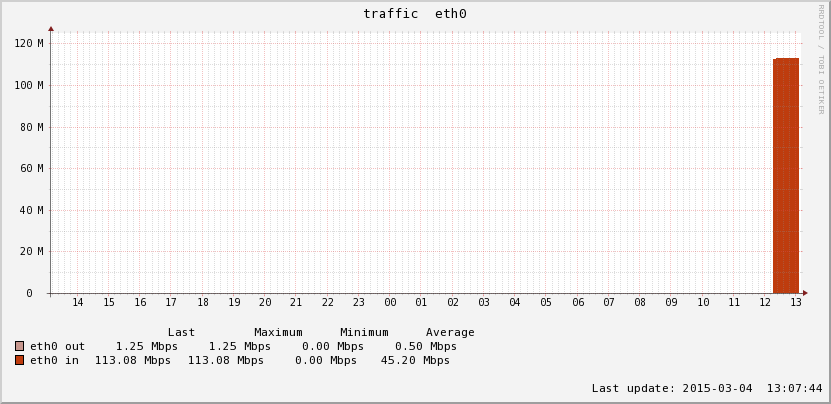 traffic eth0
RRDTOOL / TOBI OETIKER
120 M
100 M
80 M
60 M
40 M
20 M
0
14 15 16 17 18 19 20 21 22 23 00 01 02 03 04 05 06 07 08 09 10 11 12 13
Last Maximum Minimum Average
eth0 out 1.25 Mbps 1.25 Mbps 0.00 Mbps 0.50 Mbps
eth0 in 113.08 Mbps 113.08 Mbps 0.00 Mbps 45.20 Mbps
Last update: 2015-03-04 13:07:44